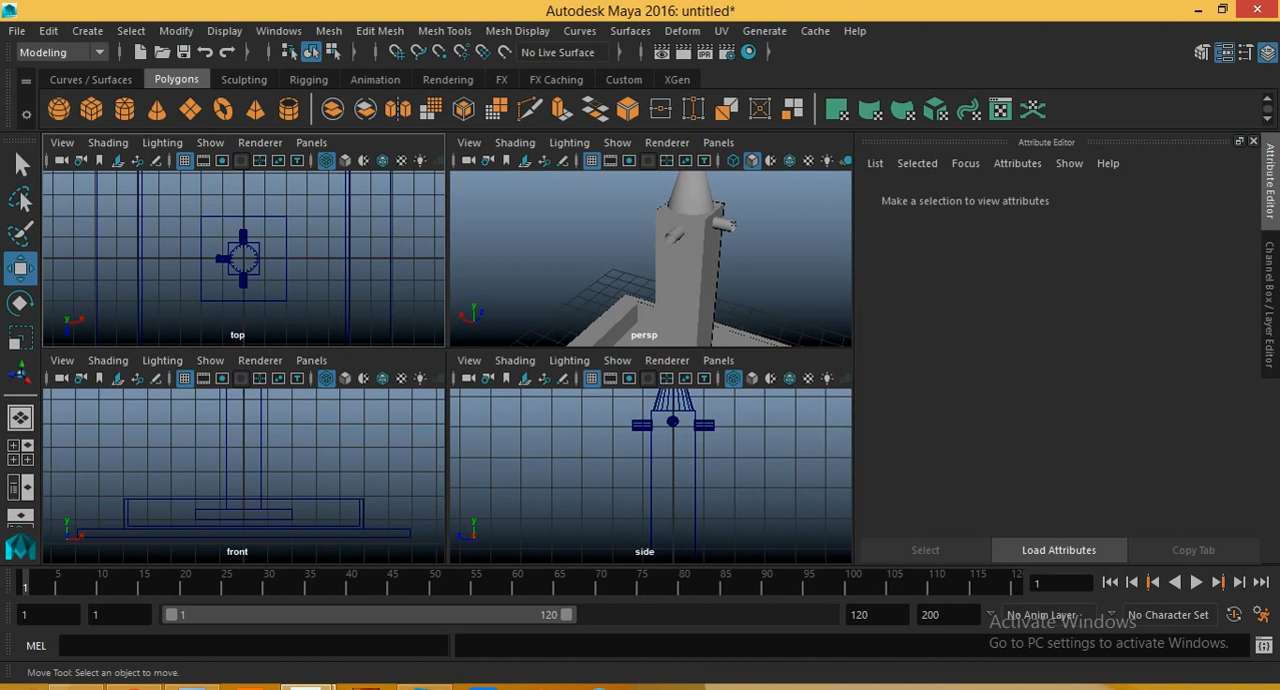 Autodesk Maya 2016: untitled*
File Edit Create Select Modify Display Windows Mesh Edit Mesh Mesh Tools Mesh Display Curves Surfaces Deform UV Generate Cache Help
Modeling No Live Surface
Curves / Surfaces Polygons Sculpting Rigging Animation Rendering FX FX Caching Custom XGen
View Shading Lighting Show Renderer Panels
View Shading Lighting Show Renderer Panels
Attribute Editor
List Selected Focus Attributes Show Help
Make a selection to view attributes
Attribute Editor
Channel Box / Layer Editor
top
persp
View Shading Lighting Show Renderer Panels
View Shading Lighting Show Renderer Panels
front
side
Select Load Attributes Copy Tab
1 5 10 15 20 25 30 35 40 45 50 55 60 65 70 75 80 85 90 95 100 105 110 115 12 1
1 1 1 120 120 200 No Anim Layer No Character Set
Activate Windows
Go to PC settings to activate Windows.
MEL
Move Tool: Select an object to move.